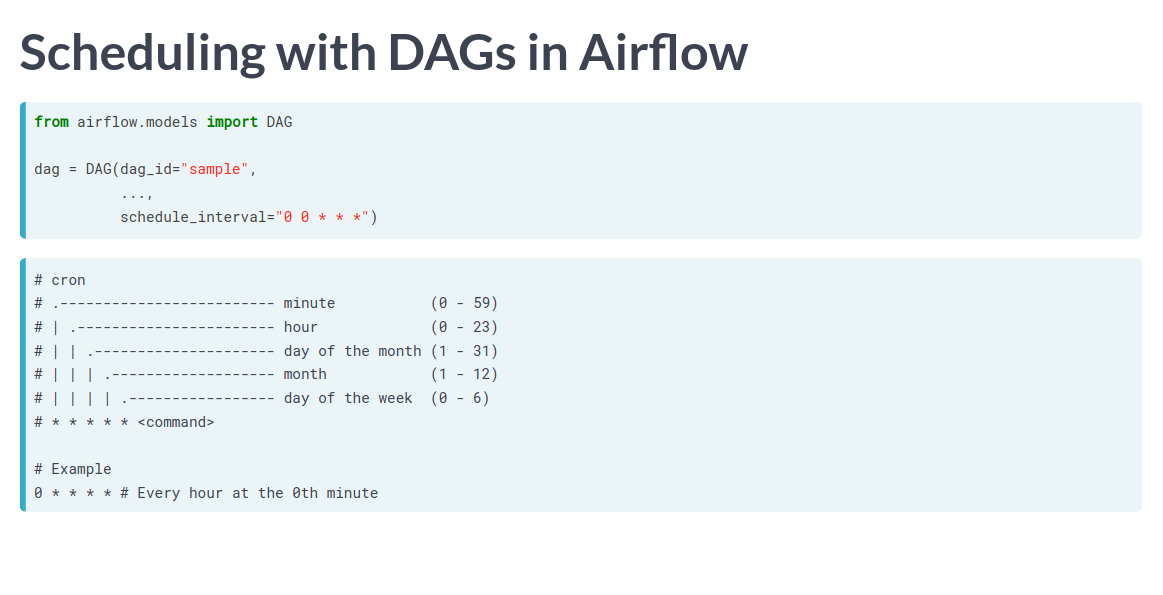 Scheduling with DAGs in Airflow
from airflow.models import DAG
dag = DAG(dag_id="sample",
          ...,
          schedule_interval="0 0 * * *")
# cron
# .------------------------- minute           (0 - 59)
# | .----------------------- hour             (0 - 23)
# | | .--------------------- day of the month (1 - 31)
# | | | .------------------- month            (1 - 12)
# | | | | .----------------- day of the week  (0 - 6)
# * * * * * <command>
# Example
0 * * * * # Every hour at the 0th minute